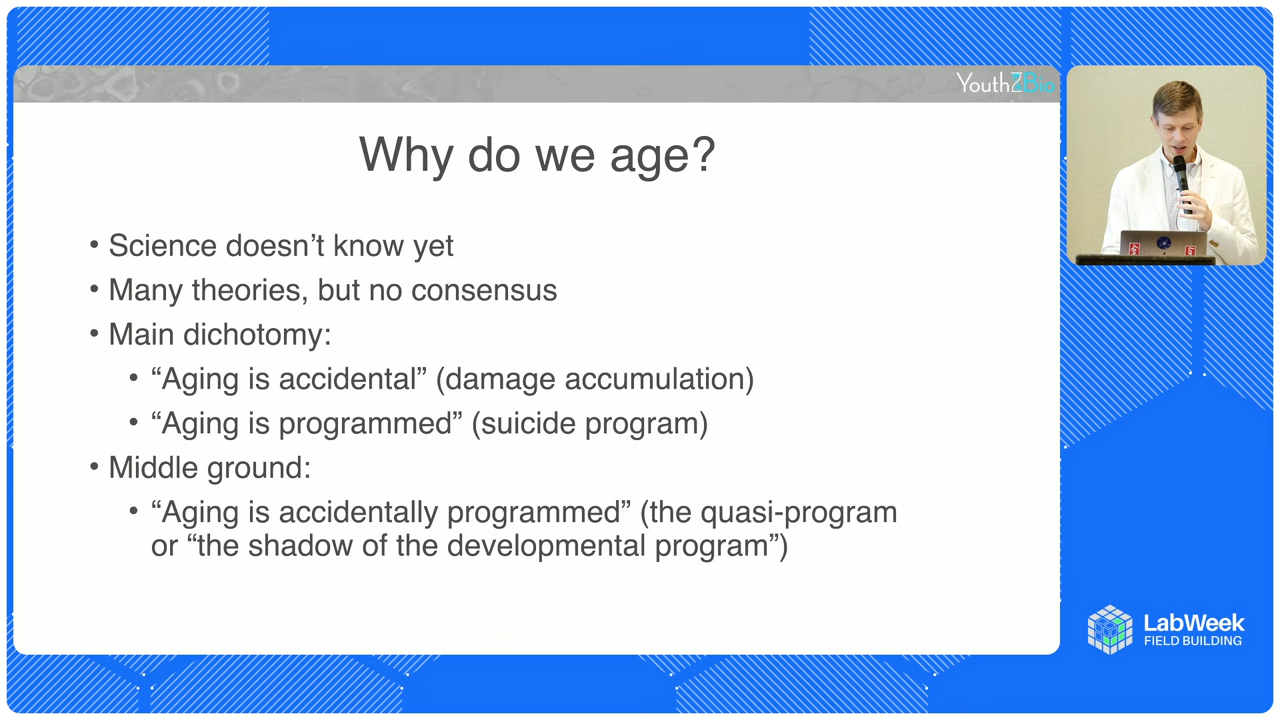 YouthZBio
Why do we age?
• Science doesn’t know yet
• Many theories, but no consensus
• Main dichotomy:
• “Aging is accidental” (damage accumulation)
• “Aging is programmed” (suicide program)
• Middle ground:
• “Aging is accidentally programmed” (the quasi-program
or “the shadow of the developmental program”)
LabWeek
FIELD BUILDING